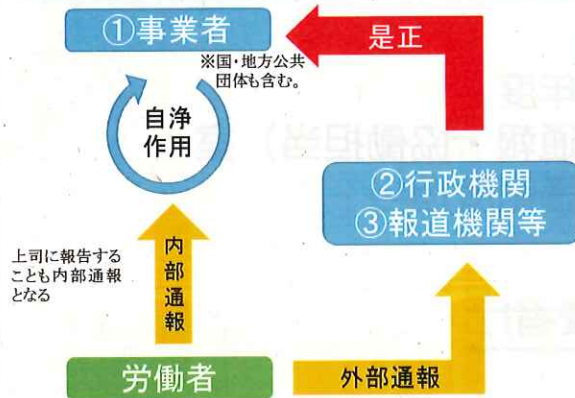 ①事業者
是正
※国・地方公共
団体も含む。
自浄
作用
②行政機関
③報道機関等
上司に報告する
ことも内部通報
となる
内部通報
労働者
外部通報